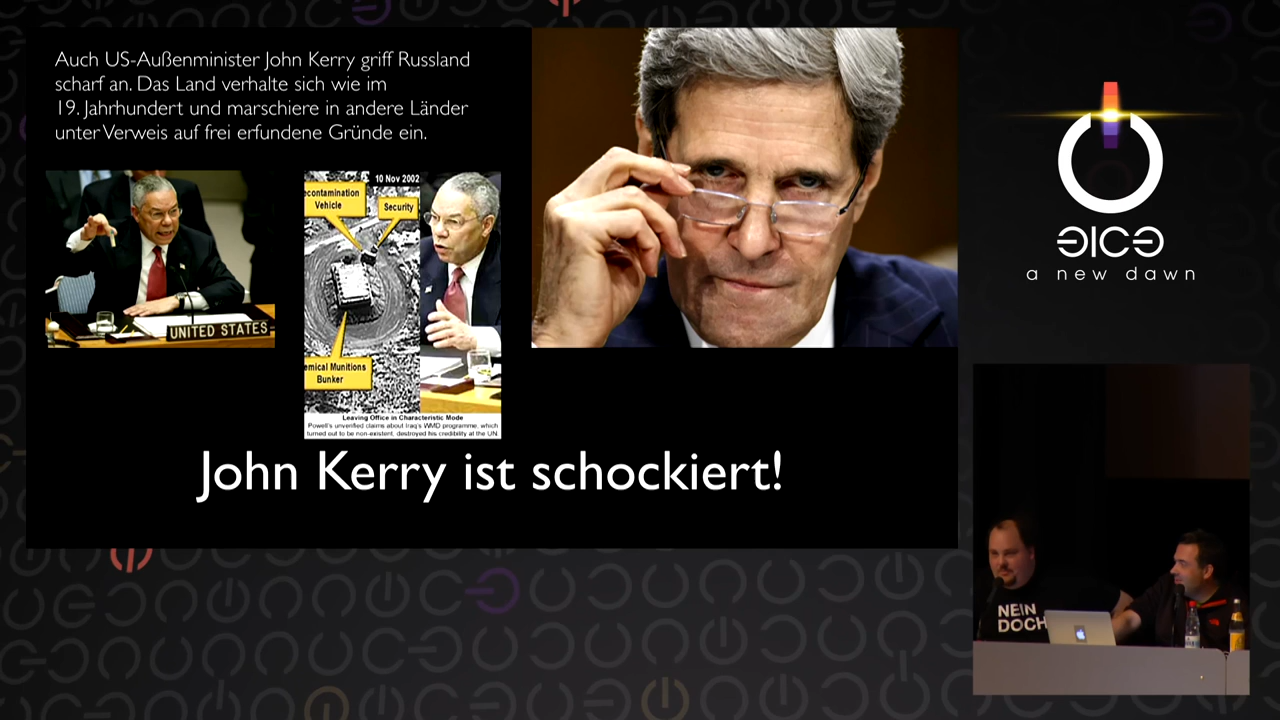 Auch US-Außenminister John Kerry griff Russland
scharf an. Das Land verhalte sich wie im
19. Jahrhundert und marschiere in andere Länder
unter Verweis auf frei erfundene Gründe ein.
UNITED STATES
10 Nov 2002
econtamination
Vehicle
Security
emical Munitions
Bunker
Leaving Office in Characteristic Mode
Powell's unverified claims about Iraq's WMD programme, which
turned out to be non-existent, destroyed his credibility at the UN.
John Kerry ist schockiert!
a new dawn
NEIN
DOCH